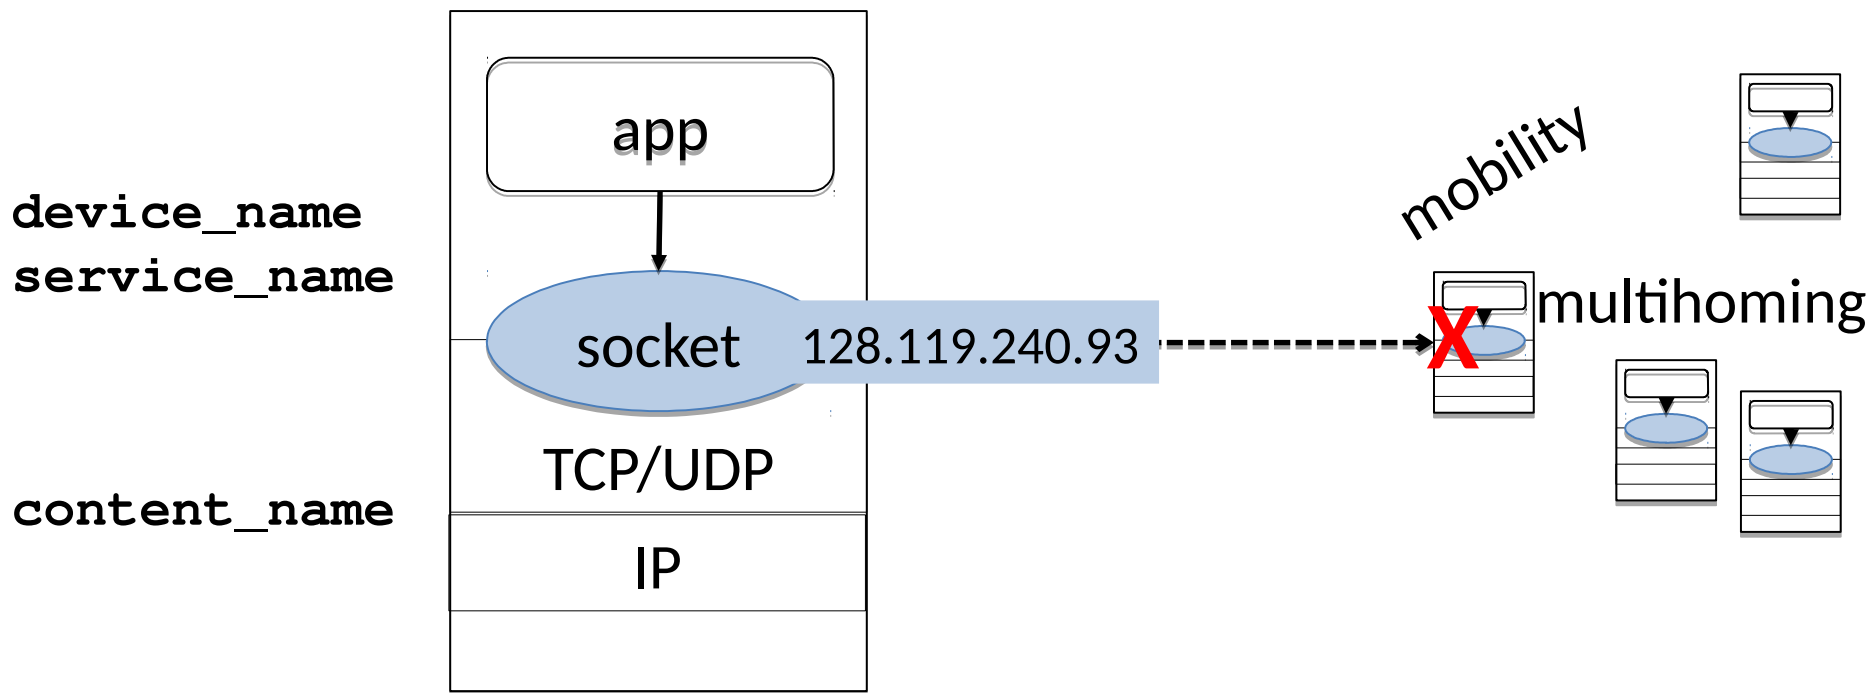 device_name
service_name
content_name
app
socket
128.119.240.93
TCP/UDP
IP
mobility
X
multihoming